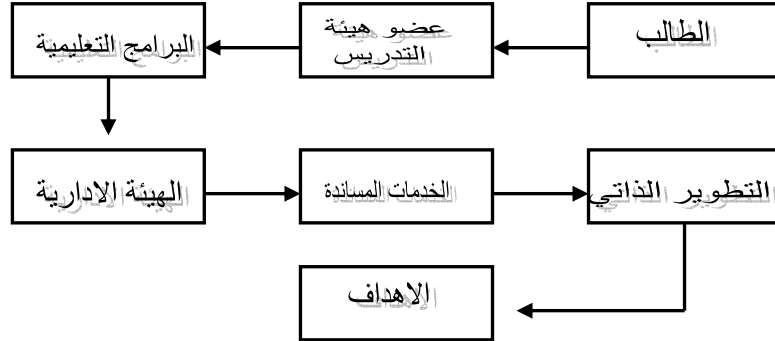 الطالب
عضو هيئة
التدريس
البرامج التعليمية
الهيئة الادارية
الخدمات المساندة
التطوير الذاتي
الاهداف